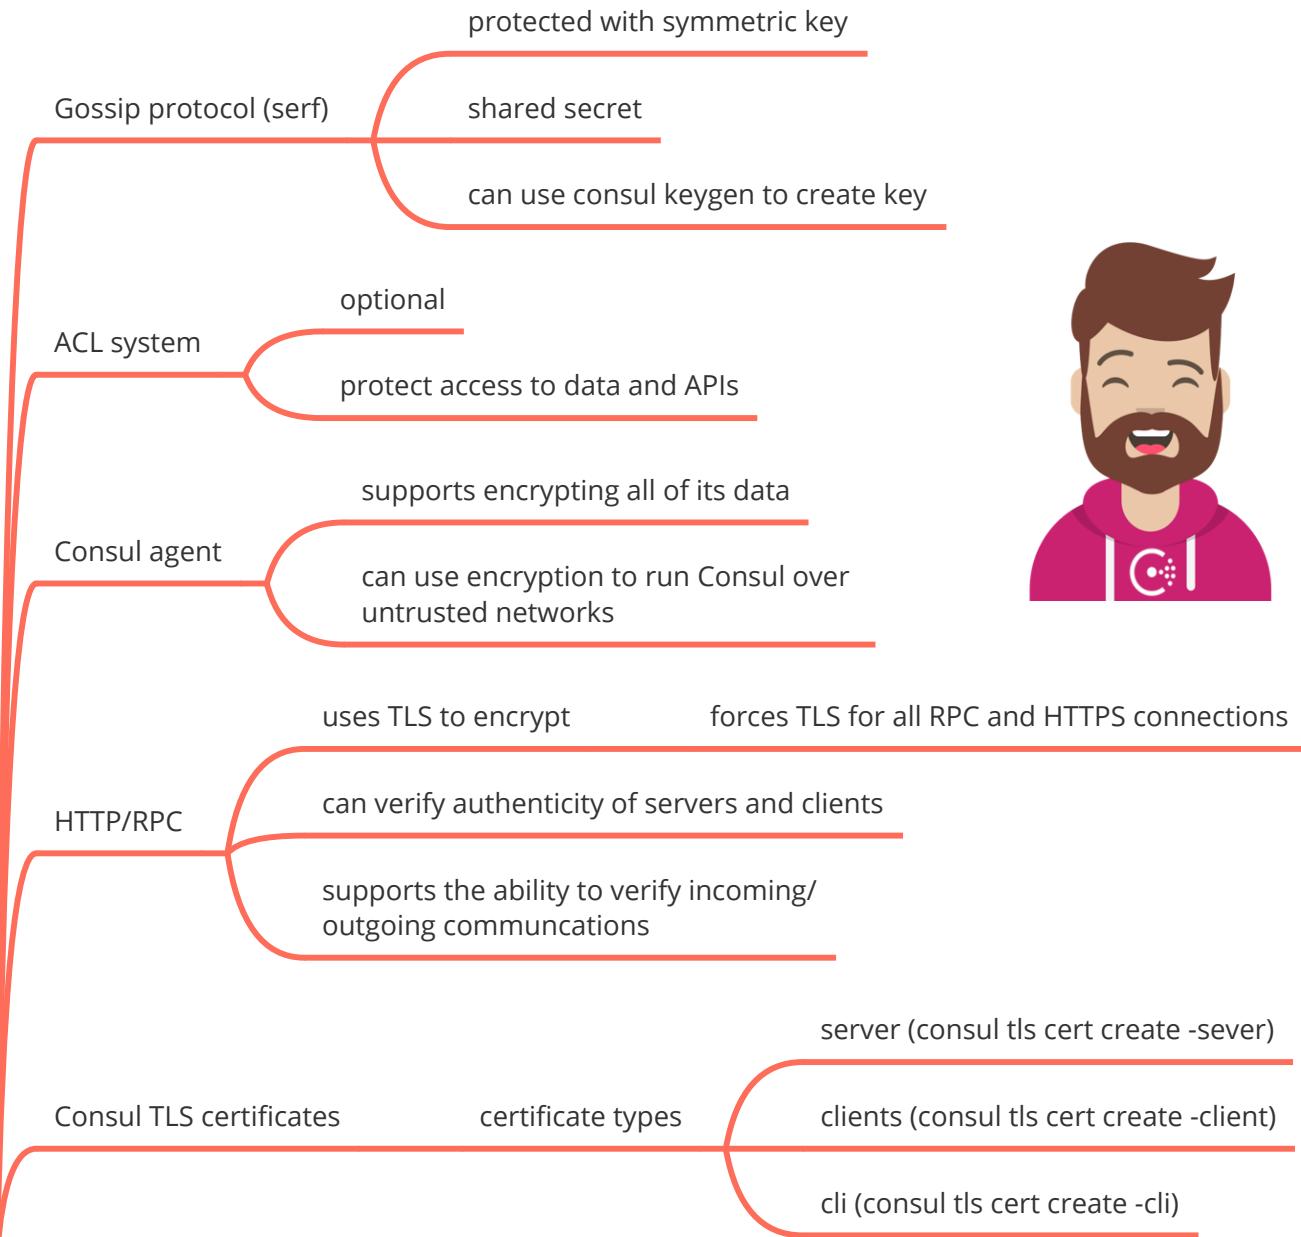 protected with symmetric key
Gossip protocol (serf)
shared secret
can use consul keygen to create key
optional
ACL system
protect access to data and APIs
supports encrypting all of its data
Consul agent
can use encryption to run Consul over
untrusted networks
uses TLS to encrypt
forces TLS for all RPC and HTTPS connections
can verify authenticity of servers and clients
HTTP/RPC
supports the ability to verify incoming/
outgoing communcations
server (consul tls cert create -sever)
Consul TLS certificates
certificate types
clients (consul tls cert create -client)
cli (consul tls cert create -cli)